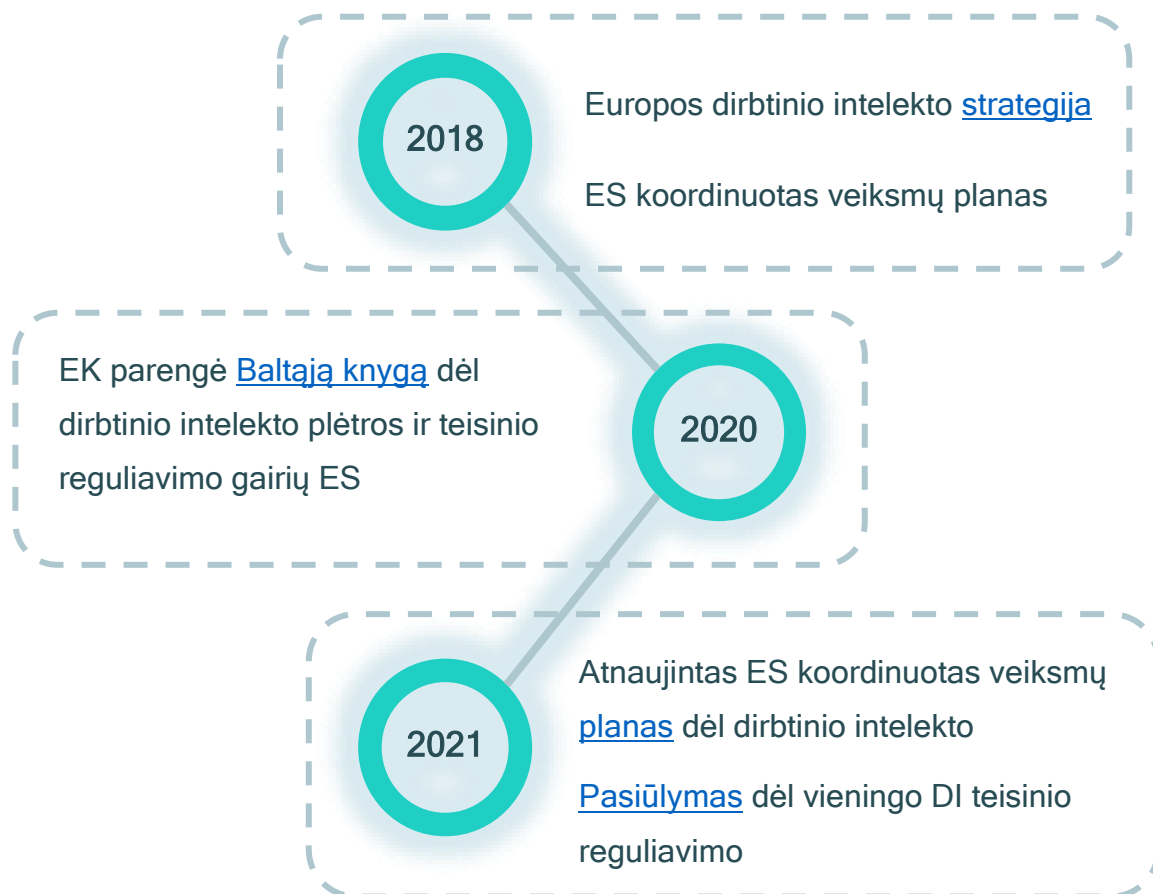 2018
Europos dirbtinio intelekto strategija
ES koordinuotas veiksmų planas
EK parengė Baltąją knygą dėl
dirbtinio intelekto plėtros ir teisinio
reguliavimo gairių ES
2020
2021
Atnaujintas ES koordinuotas veiksmų
planas dėl dirbtinio intelekto
Pasiūlymas dėl vieningo DI teisinio
reguliavimo